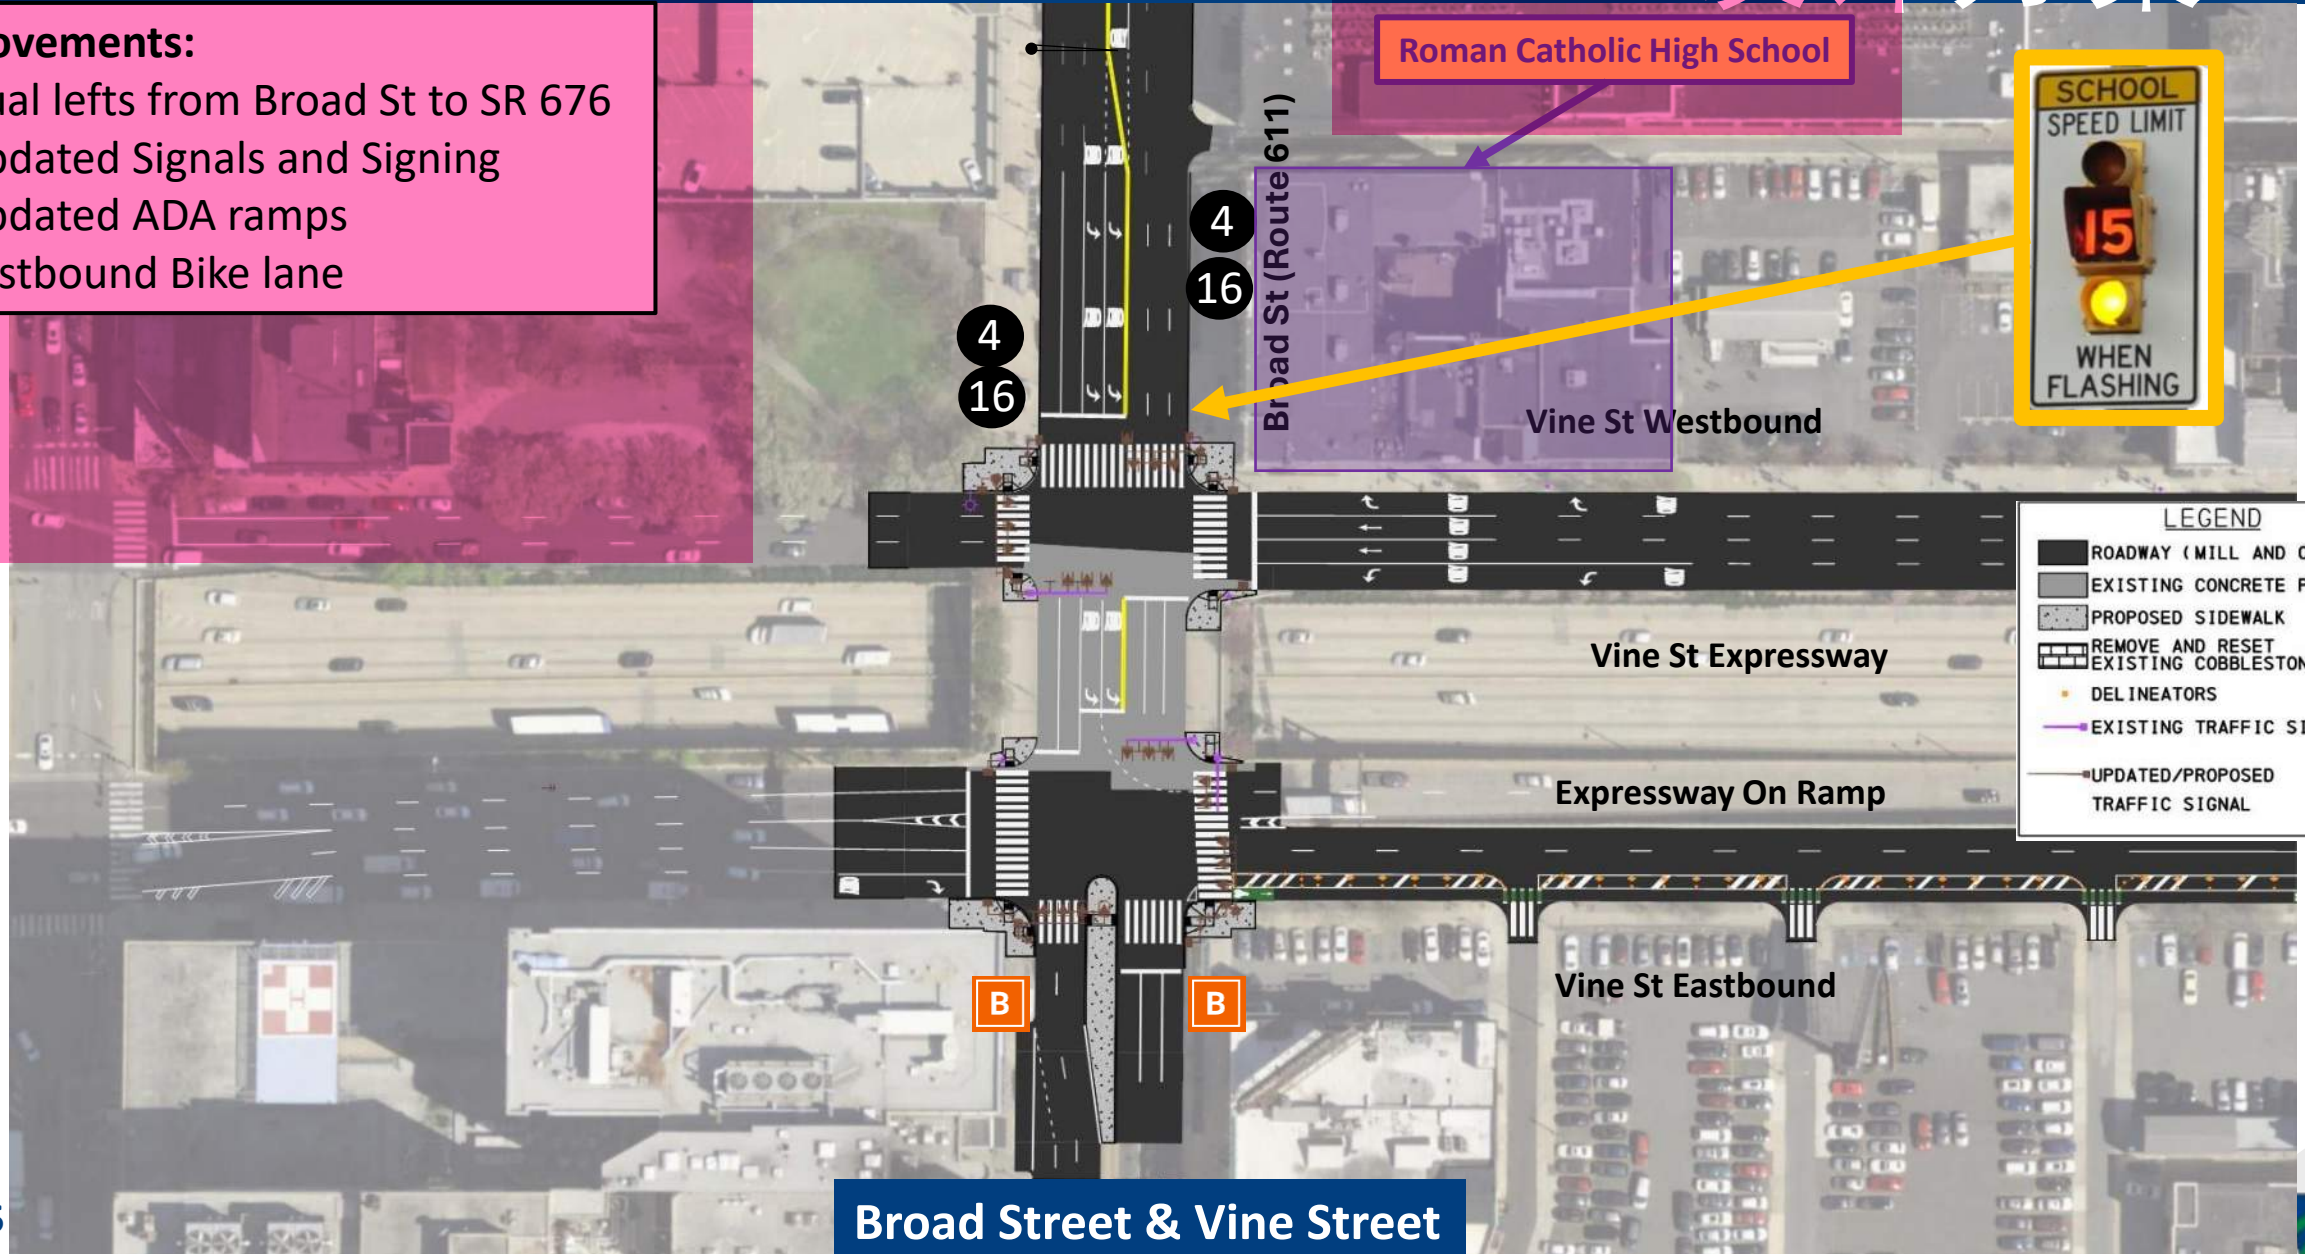 ovements:
ual lefts from Broad St to SR 676
pdated Signals and Signing
pdated ADA ramps
stbound Bike lane
Roman Catholic High School
SCHOOL
SPEED LIMIT
15
WHEN
FLASHING
Broad St (Route 611)
4
16
4
16
Vine St Westbound
LEGEND
ROADWAY (MILL AND O
EXISTING CONCRETE P
PROPOSED SIDEWALK
REMOVE AND RESET
EXISTING COBBLESTON
DELINEATORS
EXISTING TRAFFIC SI
UPDATED/PROPOSED
TRAFFIC SIGNAL
Vine St Expressway
Expressway On Ramp
Vine St Eastbound
B
B
H
Broad Street & Vine Street